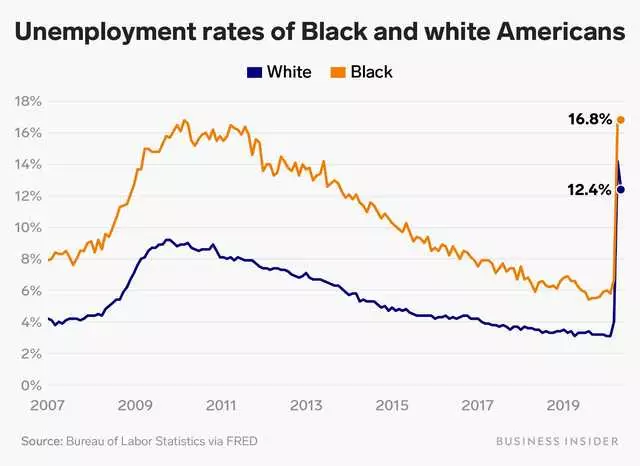 Unemployment rates of Black and white Americans
White Black
18%
16%
14%
12%
10%
8%
6%
4%
2%
0%
16.8%
12.4%
2007 2009 2011 2013 2015 2017 2019
Source: Bureau of Labor Statistics via FRED
BUSINESS INSIDER